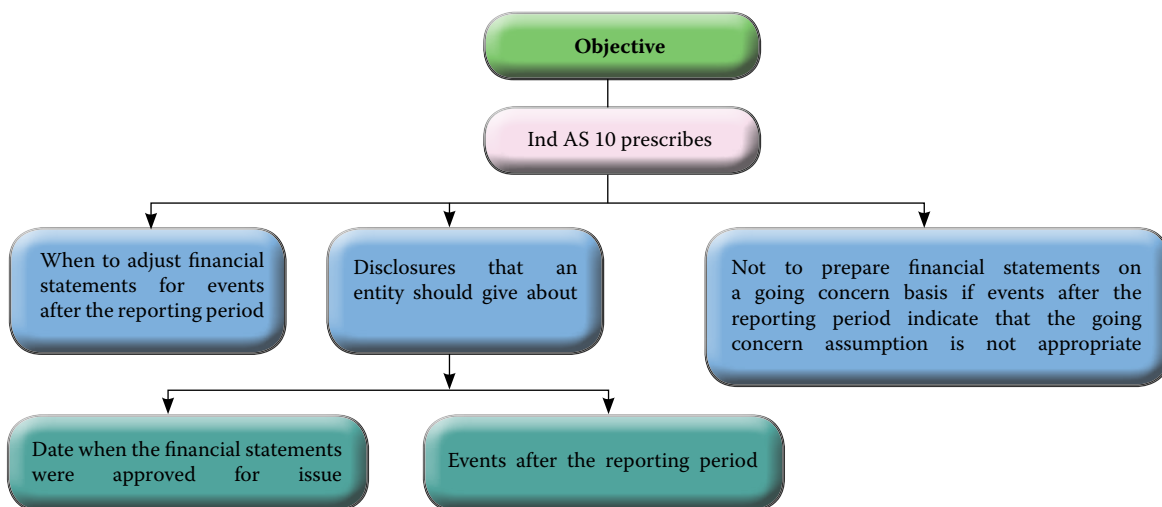 Objective
Ind AS 10 prescribes
When to adjust financial
statements for events
after the reporting period
Disclosures that an
entity should give about
Not to prepare financial statements on
a going concern basis if events after the
reporting period indicate that the going
concern assumption is not appropriate
Date when the financial statements
were approved for issue
Events after the reporting period